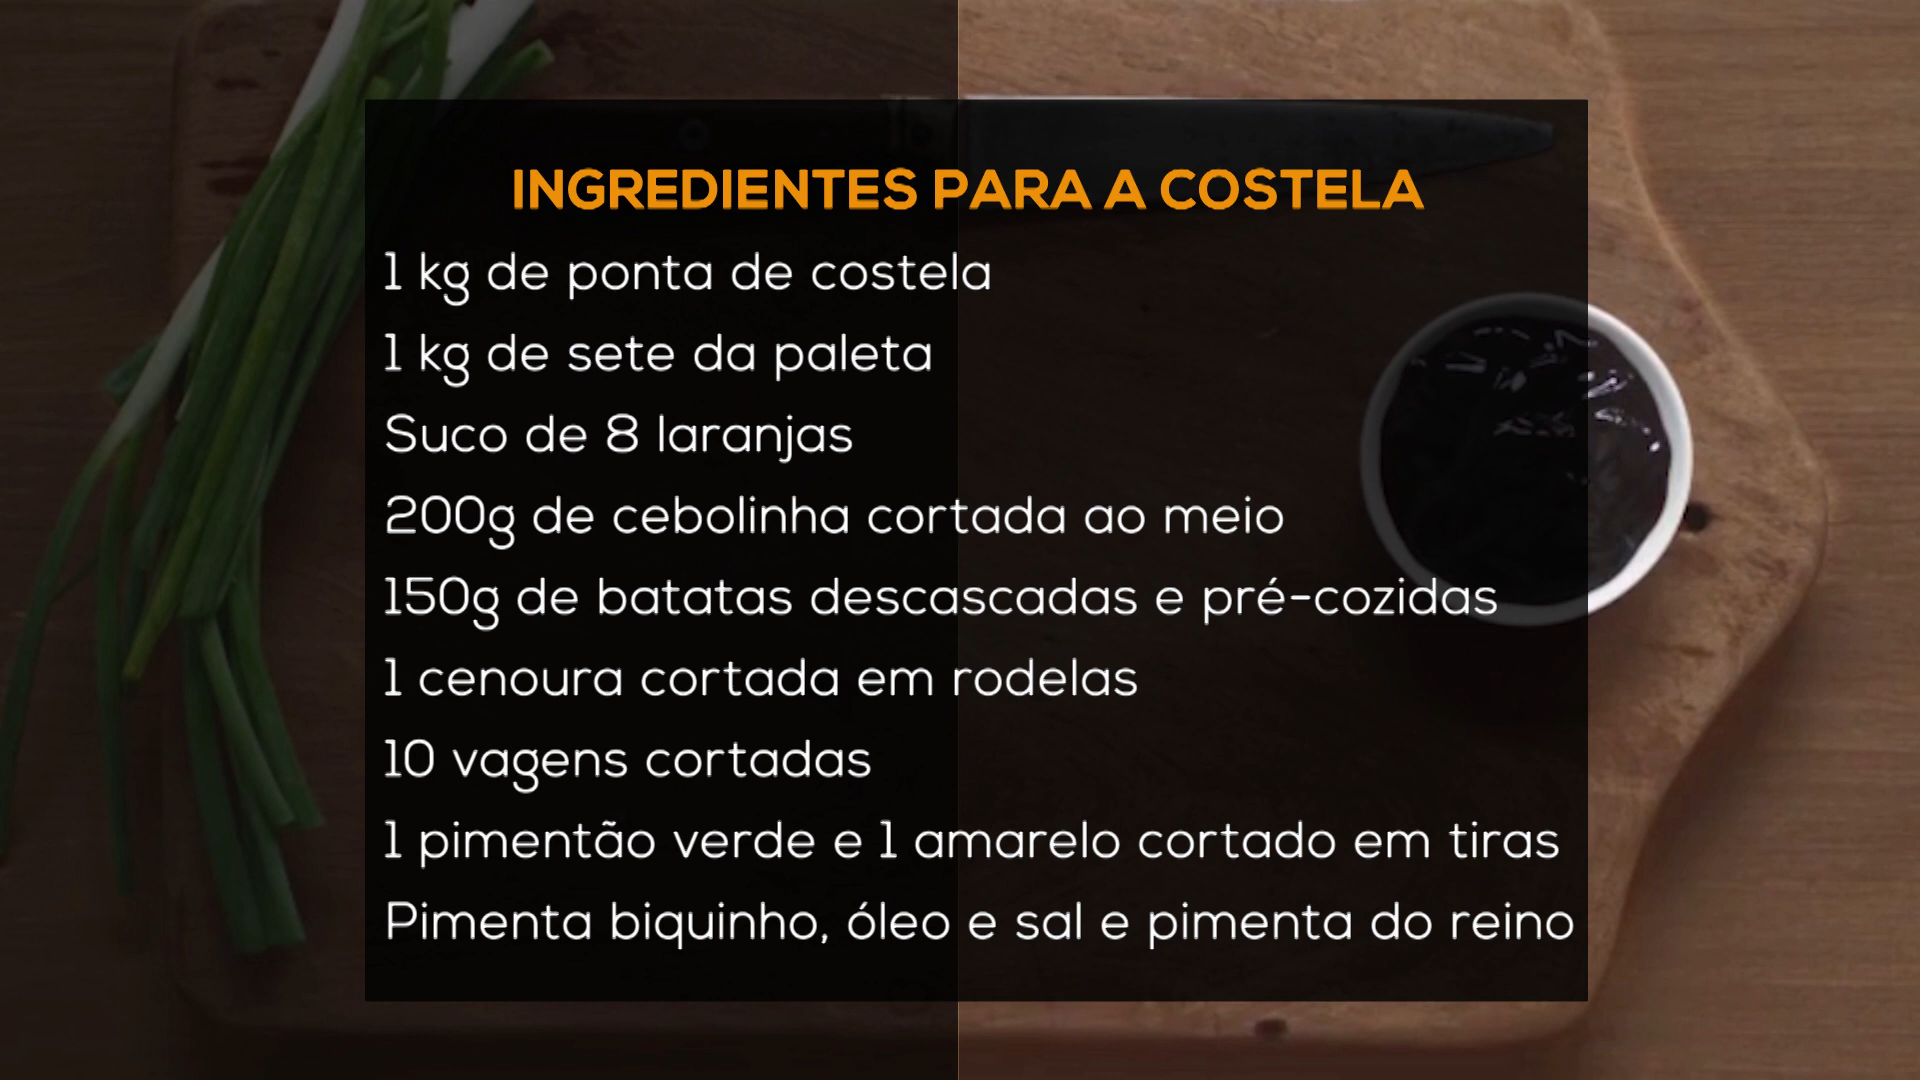 INGREDIENTES PARA A COSTELA
1 kg de ponta de costela
1 kg de sete da paleta
Suco de 8 laranjas
200g de cebolinha cortada ao meio
150g de batatas descascadas e pré-cozidas
1 cenoura cortada em rodelas
10 vagens cortadas
1 pimentão verde e 1 amarelo cortado em tiras
Pimenta biquinho, óleo e sal e pimenta do reino